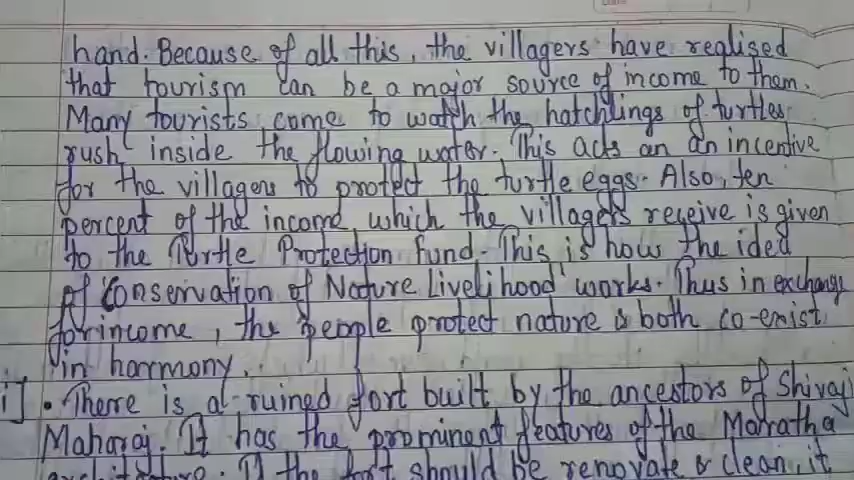 hand. Because of all this, the villagers have realised
that tourism can be a major source of income to them.
Many tourists come to watch the hatchlings of turtles
rush inside the flowing water. This acts an an incentive
for the villagers to protect the turtle eggs. Also, ten
percent of the income which the villagers receive is given
to the Turtle Protection fund. This is how the idea
of 'Conservation of Nature Livelihood' works. Thus in exchange
for income, the people protect nature & both co-exist
in harmony.
i] • There is a ruined fort built by the ancestors of Shivaji
Maharaj. It has the prominent features of the Maratha
architecture. If the fort should be renovate & clean, it